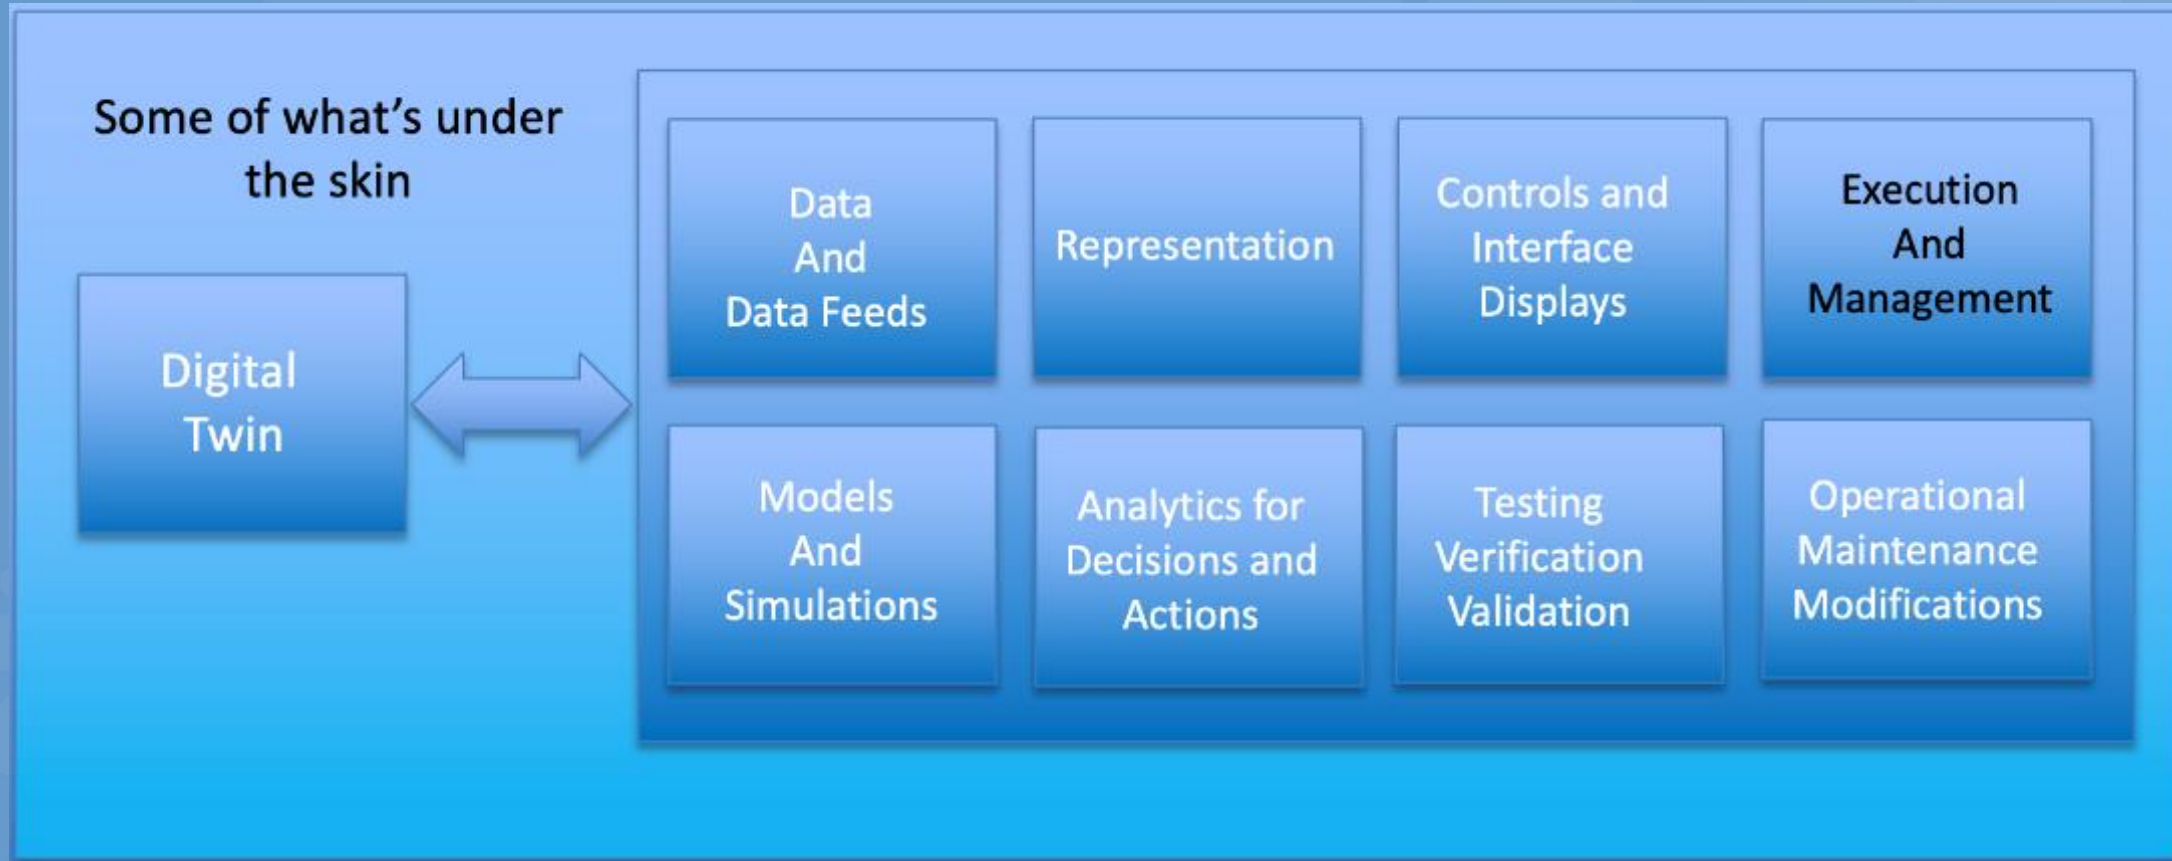 Some of what's under
the skin
Digital
Twin
Data
And
Data Feeds
Representation
Controls and
Interface
Displays
Execution
And
Management
Models
And
Simulations
Analytics for
Decisions and
Actions
Testing
Verification
Validation
Operational
Maintenance
Modifications